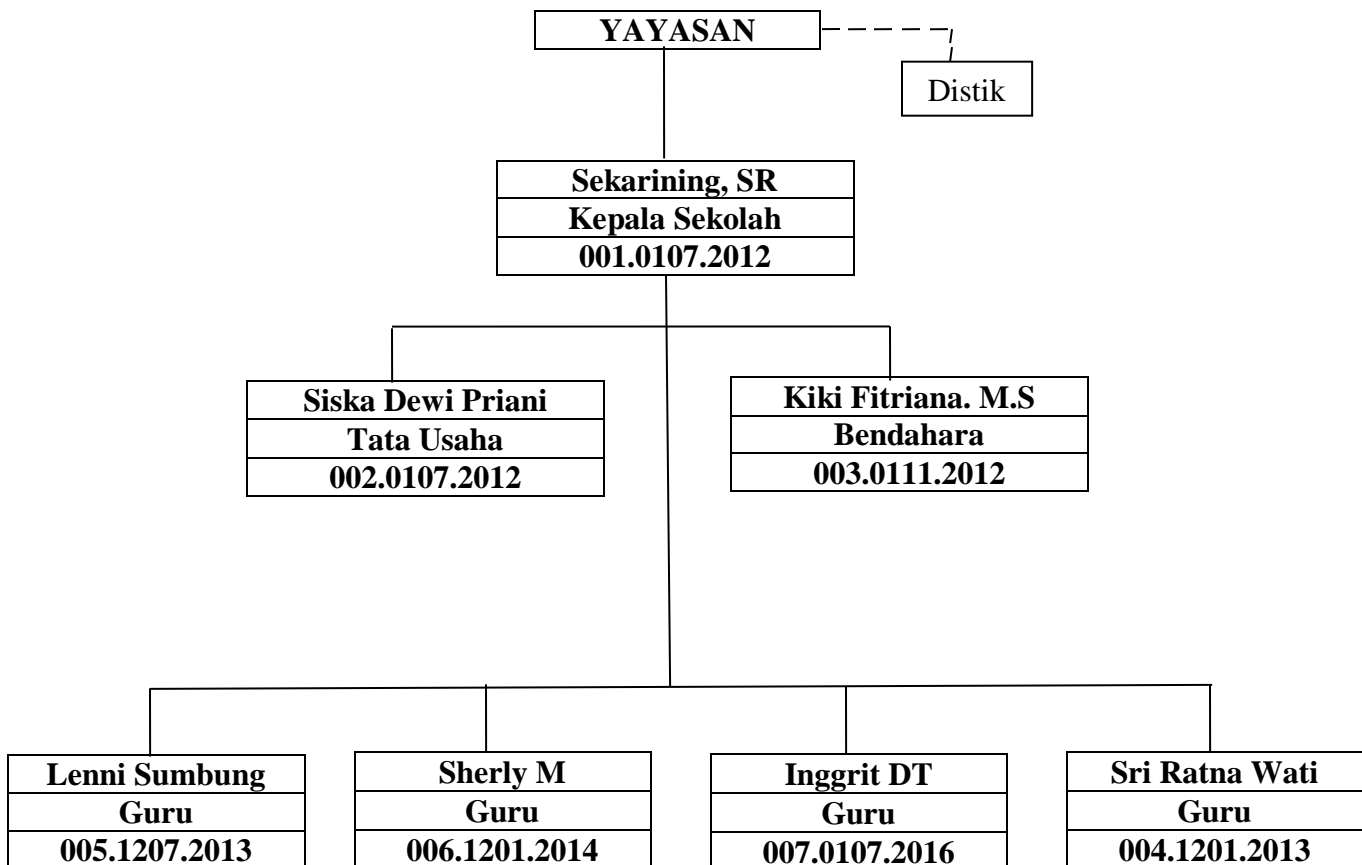 YAYASAN
Distik
Sekarining, SR
Kepala Sekolah
001.0107.2012
Siska Dewi Priani
Tata Usaha
002.0107.2012
Kiki Fitriana. M.S
Bendahara
003.0111.2012
Lenni Sumbung
Guru
005.1207.2013
Sherly M
Guru
006.1201.2014
Inggrit DT
Guru
007.0107.2016
Sri Ratna Wati
Guru
004.1201.2013